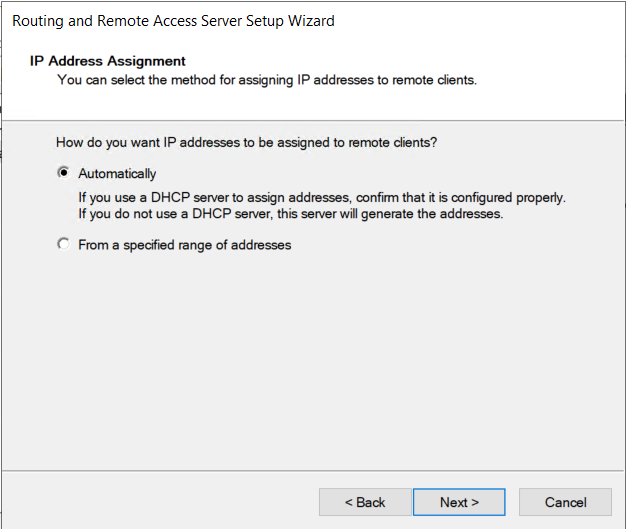 Routing and Remote Access Server Setup Wizard
IP Address Assignment
You can select the method for assigning IP addresses to remote clients.
How do you want IP addresses to be assigned to remote clients?
Automatically
If you use a DHCP server to assign addresses, confirm that it is configured properly.
If you do not use a DHCP server, this server will generate the addresses.
From a specified range of addresses
< Back
Next >
Cancel